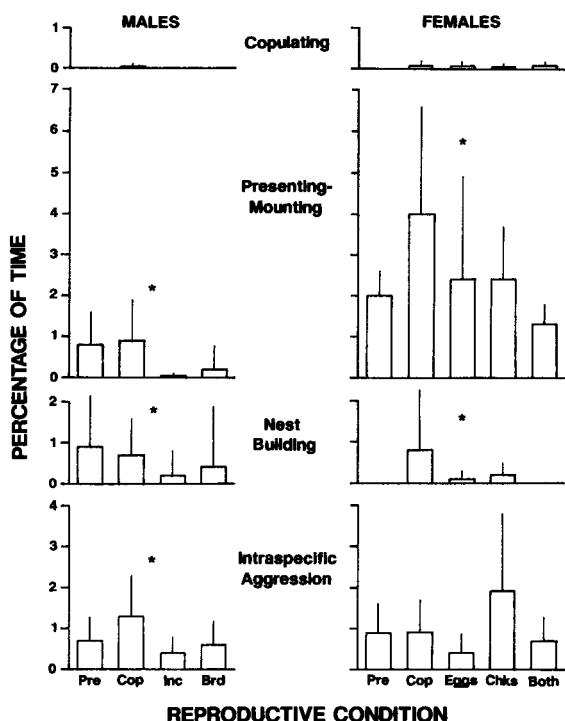 MALES
FEMALES
Copulating
1
0
Presenting-
Mounting
7
6
5
4
3
2
1
0
*
*
Nest
Building
2
1
0
*
*
Intraspecific
Aggression
4
3
2
1
0
*
PERCENTAGE OF TIME
Pre Cop Inc Brd
Pre Cop Eggs Chks Both
REPRODUCTIVE CONDITION